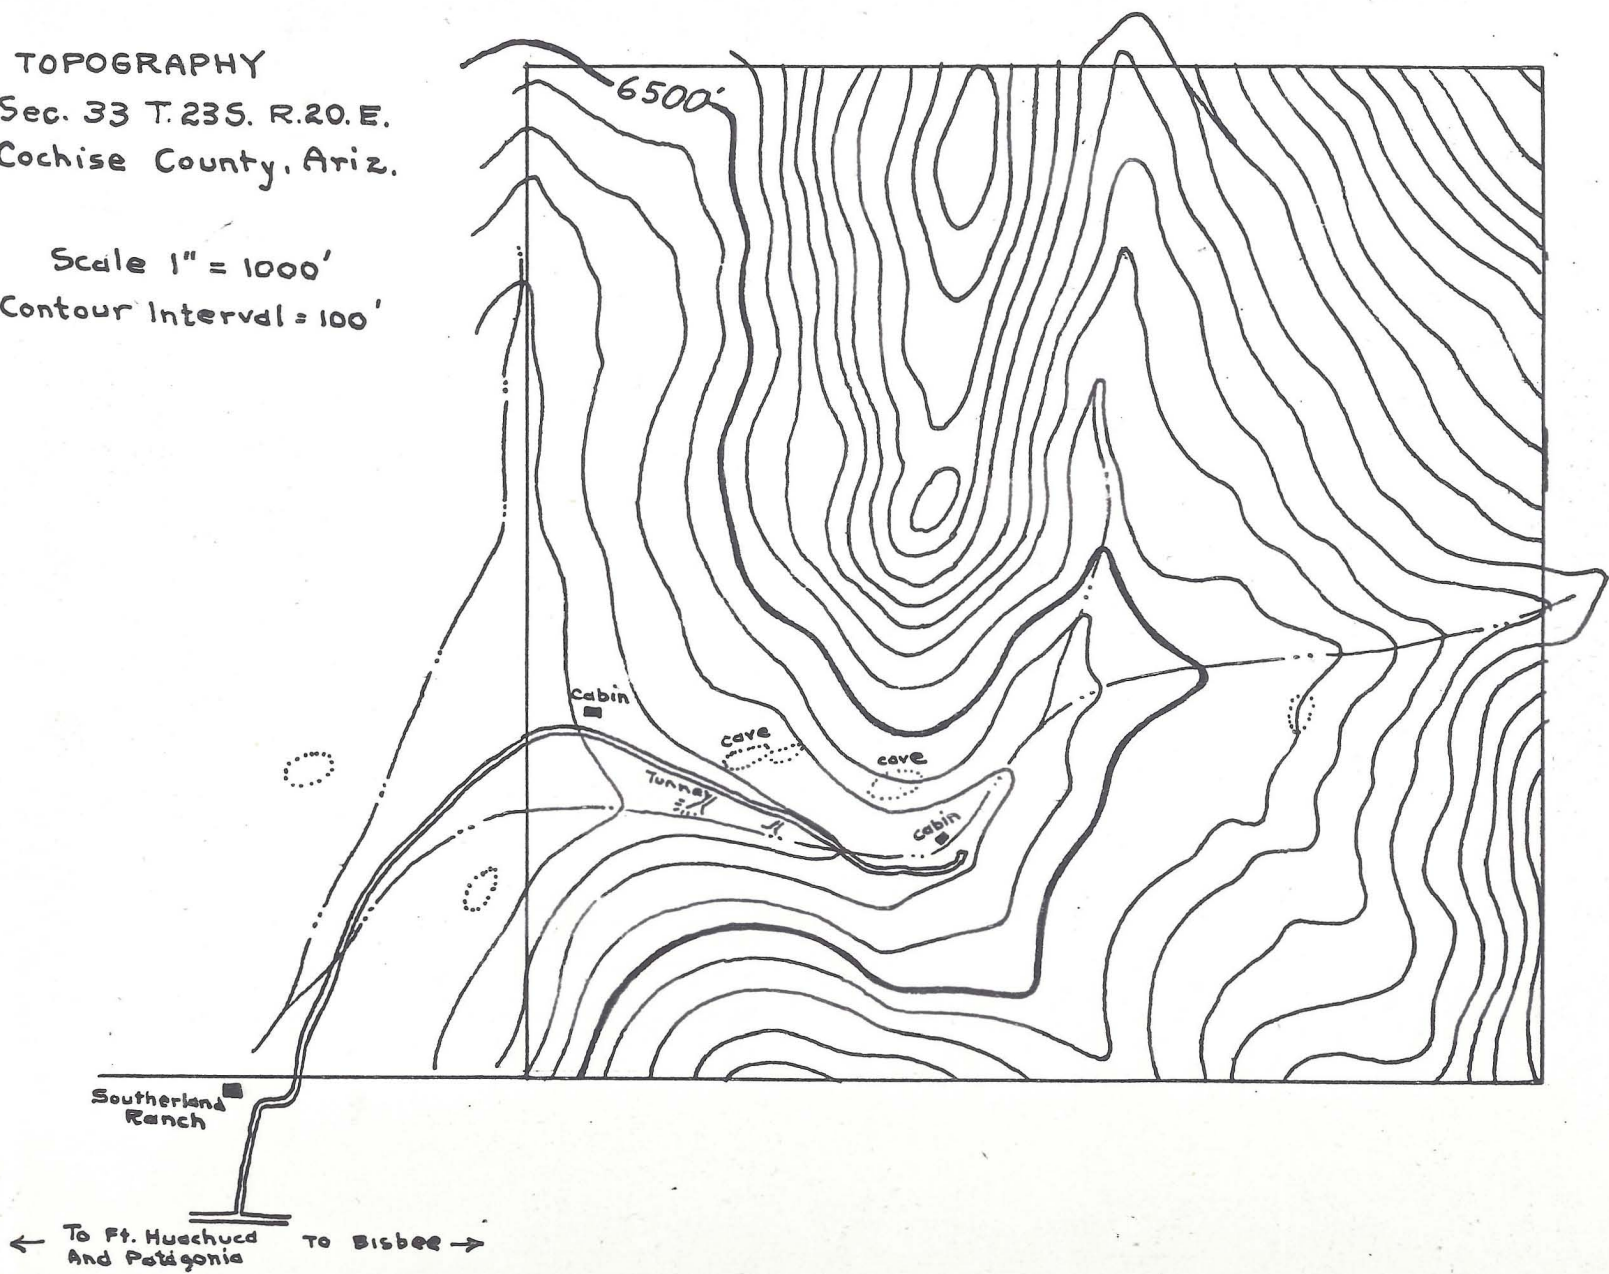 TOPOGRAPHY
Sec. 33 T. 23S. R.20. E.
Cochise County, Ariz.
Scale 1" = 1000'
Contour Interval = 100'
6500'
Cabin
cave
cave
Tunnel
cabin
Southerland
Ranch
← To Ft. Huachuca
And Patagonia
To Bisbee →